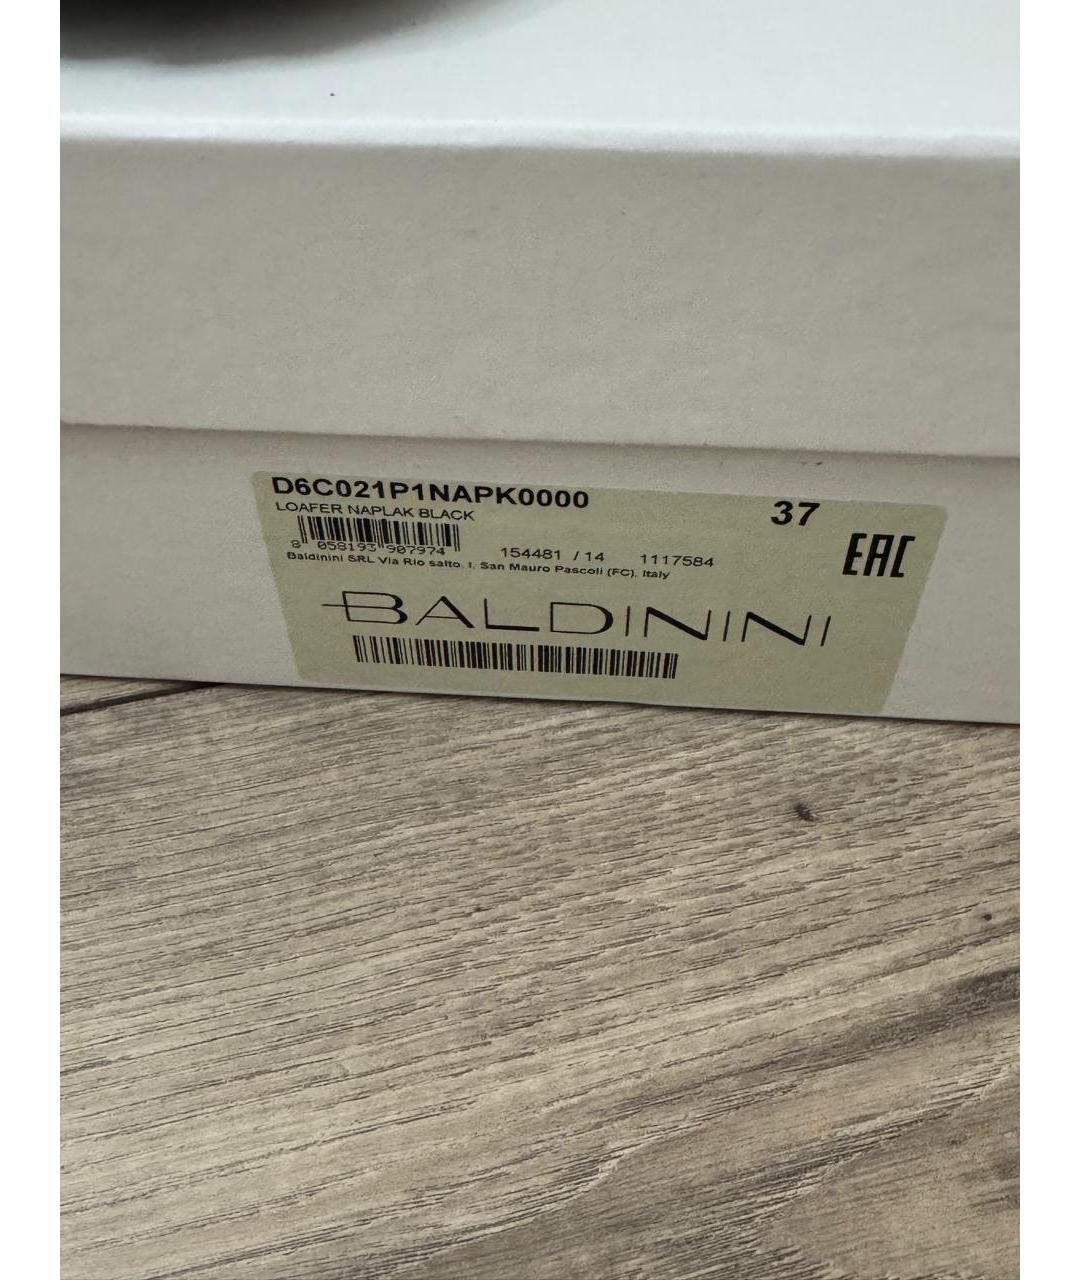 D6C021P1NAPK0000
37
LOAFER NAPLAK BLACK
8 058193 907974
154481 / 14 1117584
EAC
Baldinini SRL Via Rio salto. I. San Mauro Pascoli (FC). Italy
BALDININI